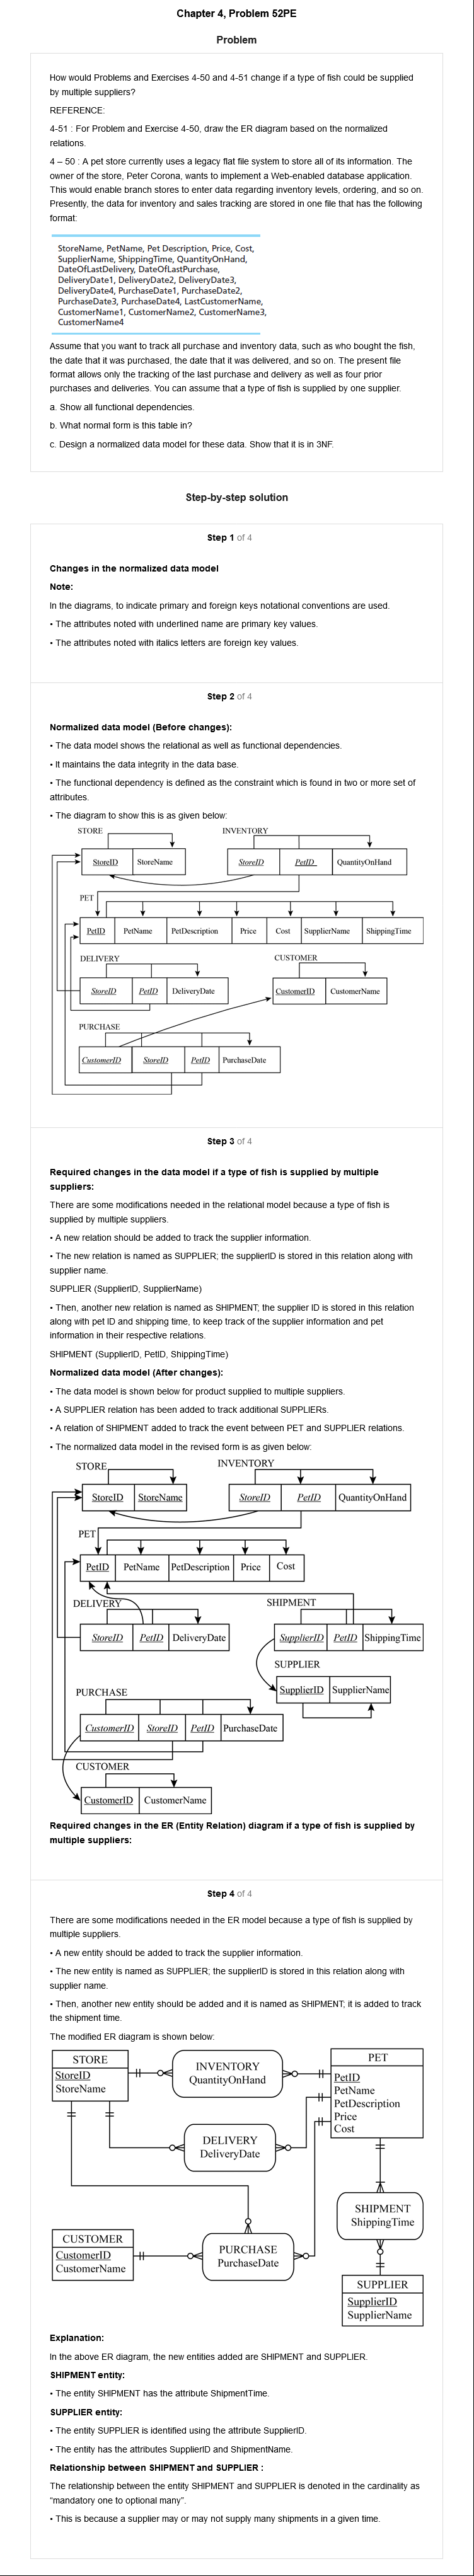 Chapter 4, Problem 52PE
Problem
How would Problems and Exercises 4-50 and 4-51 change if a type of fish could be supplied
by multiple suppliers?
REFERENCE:
4-51 : For Problem and Exercise 4-50, draw the ER diagram based on the normalized
relations.
4 – 50 : A pet store currently uses a legacy flat file system to store all of its information. The
owner of the store, Peter Corona, wants to implement a Web-enabled database application.
This would enable branch stores to enter data regarding inventory levels, ordering, and so on.
Presently, the data for inventory and sales tracking are stored in one file that has the following
format:
StoreName, PetName, Pet Description, Price, Cost,
SupplierName, ShippingTime, QuantityOnHand,
DateOfLastDelivery, DateOfLastPurchase,
DeliveryDate1, DeliveryDate2, DeliveryDate3,
DeliveryDate4, PurchaseDate1, PurchaseDate2,
PurchaseDate3, PurchaseDate4, LastCustomerName,
CustomerName1, CustomerName2, CustomerName3,
CustomerName4
Assume that you want to track all purchase and inventory data, such as who bought the fish,
the date that it was purchased, the date that it was delivered, and so on. The present file
format allows only the tracking of the last purchase and delivery as well as four prior
purchases and deliveries. You can assume that a type of fish is supplied by one supplier.
a. Show all functional dependencies.
b. What normal form is this table in?
c. Design a normalized data model for these data. Show that it is in 3NF.
Step-by-step solution
Step 1 of 4
Changes in the normalized data model
Note:
In the diagrams, to indicate primary and foreign keys notational conventions are used.
• The attributes noted with underlined name are primary key values.
• The attributes noted with italics letters are foreign key values.
Step 2 of 4
Normalized data model (Before changes):
• The data model shows the relational as well as functional dependencies.
• It maintains the data integrity in the data base.
• The functional dependency is defined as the constraint which is found in two or more set of
attributes.
• The diagram to show this is as given below:
STORE INVENTORY
StoreID StoreName StoreID PetID QuantityOnHand
PET
PetID PetName PetDescription Price Cost SupplierName ShippingTime
DELIVERY CUSTOMER
StoreID PetID DeliveryDate CustomerID CustomerName
PURCHASE
CustomerID StoreID PetID PurchaseDate
Step 3 of 4
Required changes in the data model if a type of fish is supplied by multiple
suppliers:
There are some modifications needed in the relational model because a type of fish is
supplied by multiple suppliers.
• A new relation should be added to track the supplier information.
• The new relation is named as SUPPLIER; the supplierID is stored in this relation along with
supplier name.
SUPPLIER (SupplierID, SupplierName)
• Then, another new relation is named as SHIPMENT; the supplier ID is stored in this relation
along with pet ID and shipping time, to keep track of the supplier information and pet
information in their respective relations.
SHIPMENT (SupplierID, PetID, ShippingTime)
Normalized data model (After changes):
• The data model is shown below for product supplied to multiple suppliers.
• A SUPPLIER relation has been added to track additional SUPPLIERs.
• A relation of SHIPMENT added to track the event between PET and SUPPLIER relations.
• The normalized data model in the revised form is as given below:
STORE INVENTORY
StoreID StoreName StoreID PetID QuantityOnHand
PET
PetID PetName PetDescription Price Cost
DELIVERY SHIPMENT
StoreID PetID DeliveryDate SupplierID PetID ShippingTime
SUPPLIER
SupplierID SupplierName
PURCHASE
CustomerID StoreID PetID PurchaseDate
CUSTOMER
CustomerID CustomerName
Required changes in the ER (Entity Relation) diagram if a type of fish is supplied by
multiple suppliers:
Step 4 of 4
There are some modifications needed in the ER model because a type of fish is supplied by
multiple suppliers.
• A new entity should be added to track the supplier information.
• The new entity is named as SUPPLIER; the supplierID is stored in this relation along with
supplier name.
• Then, another new entity should be added and it is named as SHIPMENT; it is added to track
the shipment time.
The modified ER diagram is shown below:
STORE
StoreID
StoreName
INVENTORY
QuantityOnHand
PET
PetID
PetName
PetDescription
Price
Cost
DELIVERY
DeliveryDate
SHIPMENT
ShippingTime
CUSTOMER
CustomerID
CustomerName
PURCHASE
PurchaseDate
SUPPLIER
SupplierID
SupplierName
Explanation:
In the above ER diagram, the new entities added are SHIPMENT and SUPPLIER.
SHIPMENT entity:
• The entity SHIPMENT has the attribute ShipmentTime.
SUPPLIER entity:
• The entity SUPPLIER is identified using the attribute SupplierID.
• The entity has the attributes SupplierID and ShipmentName.
Relationship between SHIPMENT and SUPPLIER :
The relationship between the entity SHIPMENT and SUPPLIER is denoted in the cardinality as
“mandatory one to optional many”.
• This is because a supplier may or may not supply many shipments in a given time.